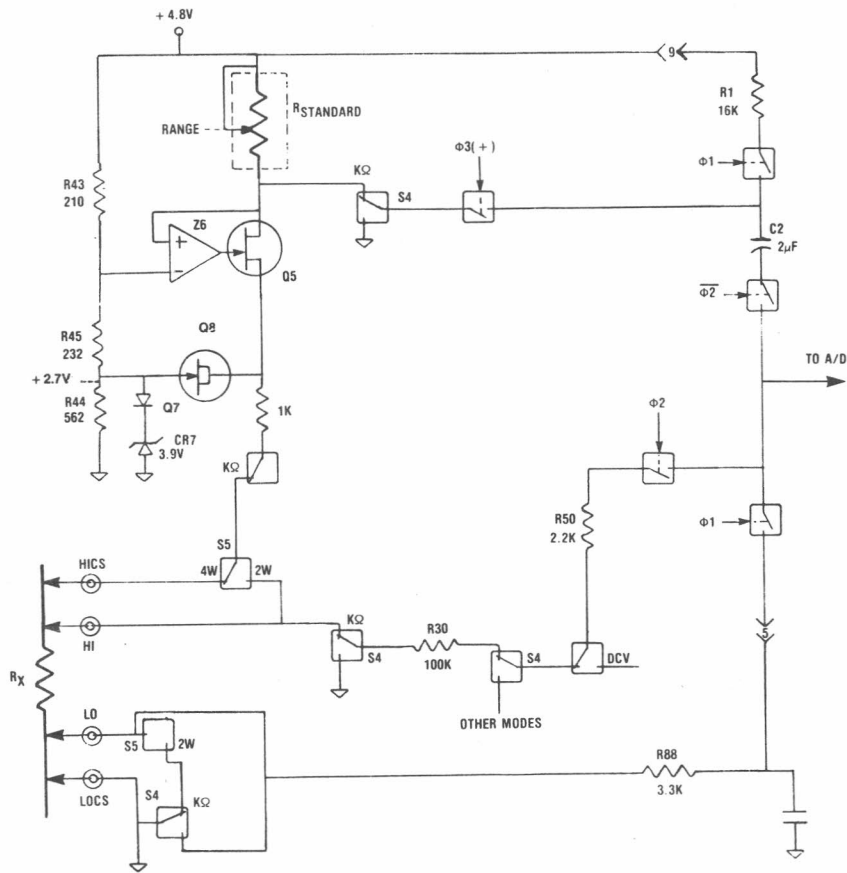 + 4.8V
9
R1
16K
RSTANDARD
RANGE
Φ3(+)
KΩ
S4
Φ1
R43
210
Z6
+
−
Q5
C2
2µF
Φ2
R45
232
Q8
TO A/D
+ 2.7V
R44
562
Q7
CR7
3.9V
1K
KΩ
Φ2
R50
2.2K
Φ1
S5
4W
2W
HICS
HI
KΩ
S4
R30
100K
S4
DCV
5
RX
OTHER MODES
LO
S5
2W
R88
3.3K
S4
KΩ
LOCS